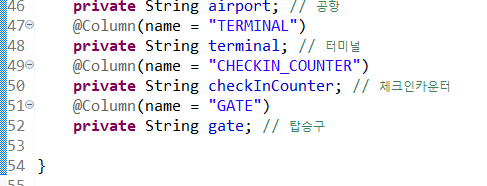 46 private String airport; // 공항
47 @Column(name = "TERMINAL")
48 private String terminal; // 터미널
49 @Column(name = "CHECKIN_COUNTER")
50 private String checkInCounter; // 체크인카운터
51 @Column(name = "GATE")
52 private String gate; // 탑승구
53
54 }
55